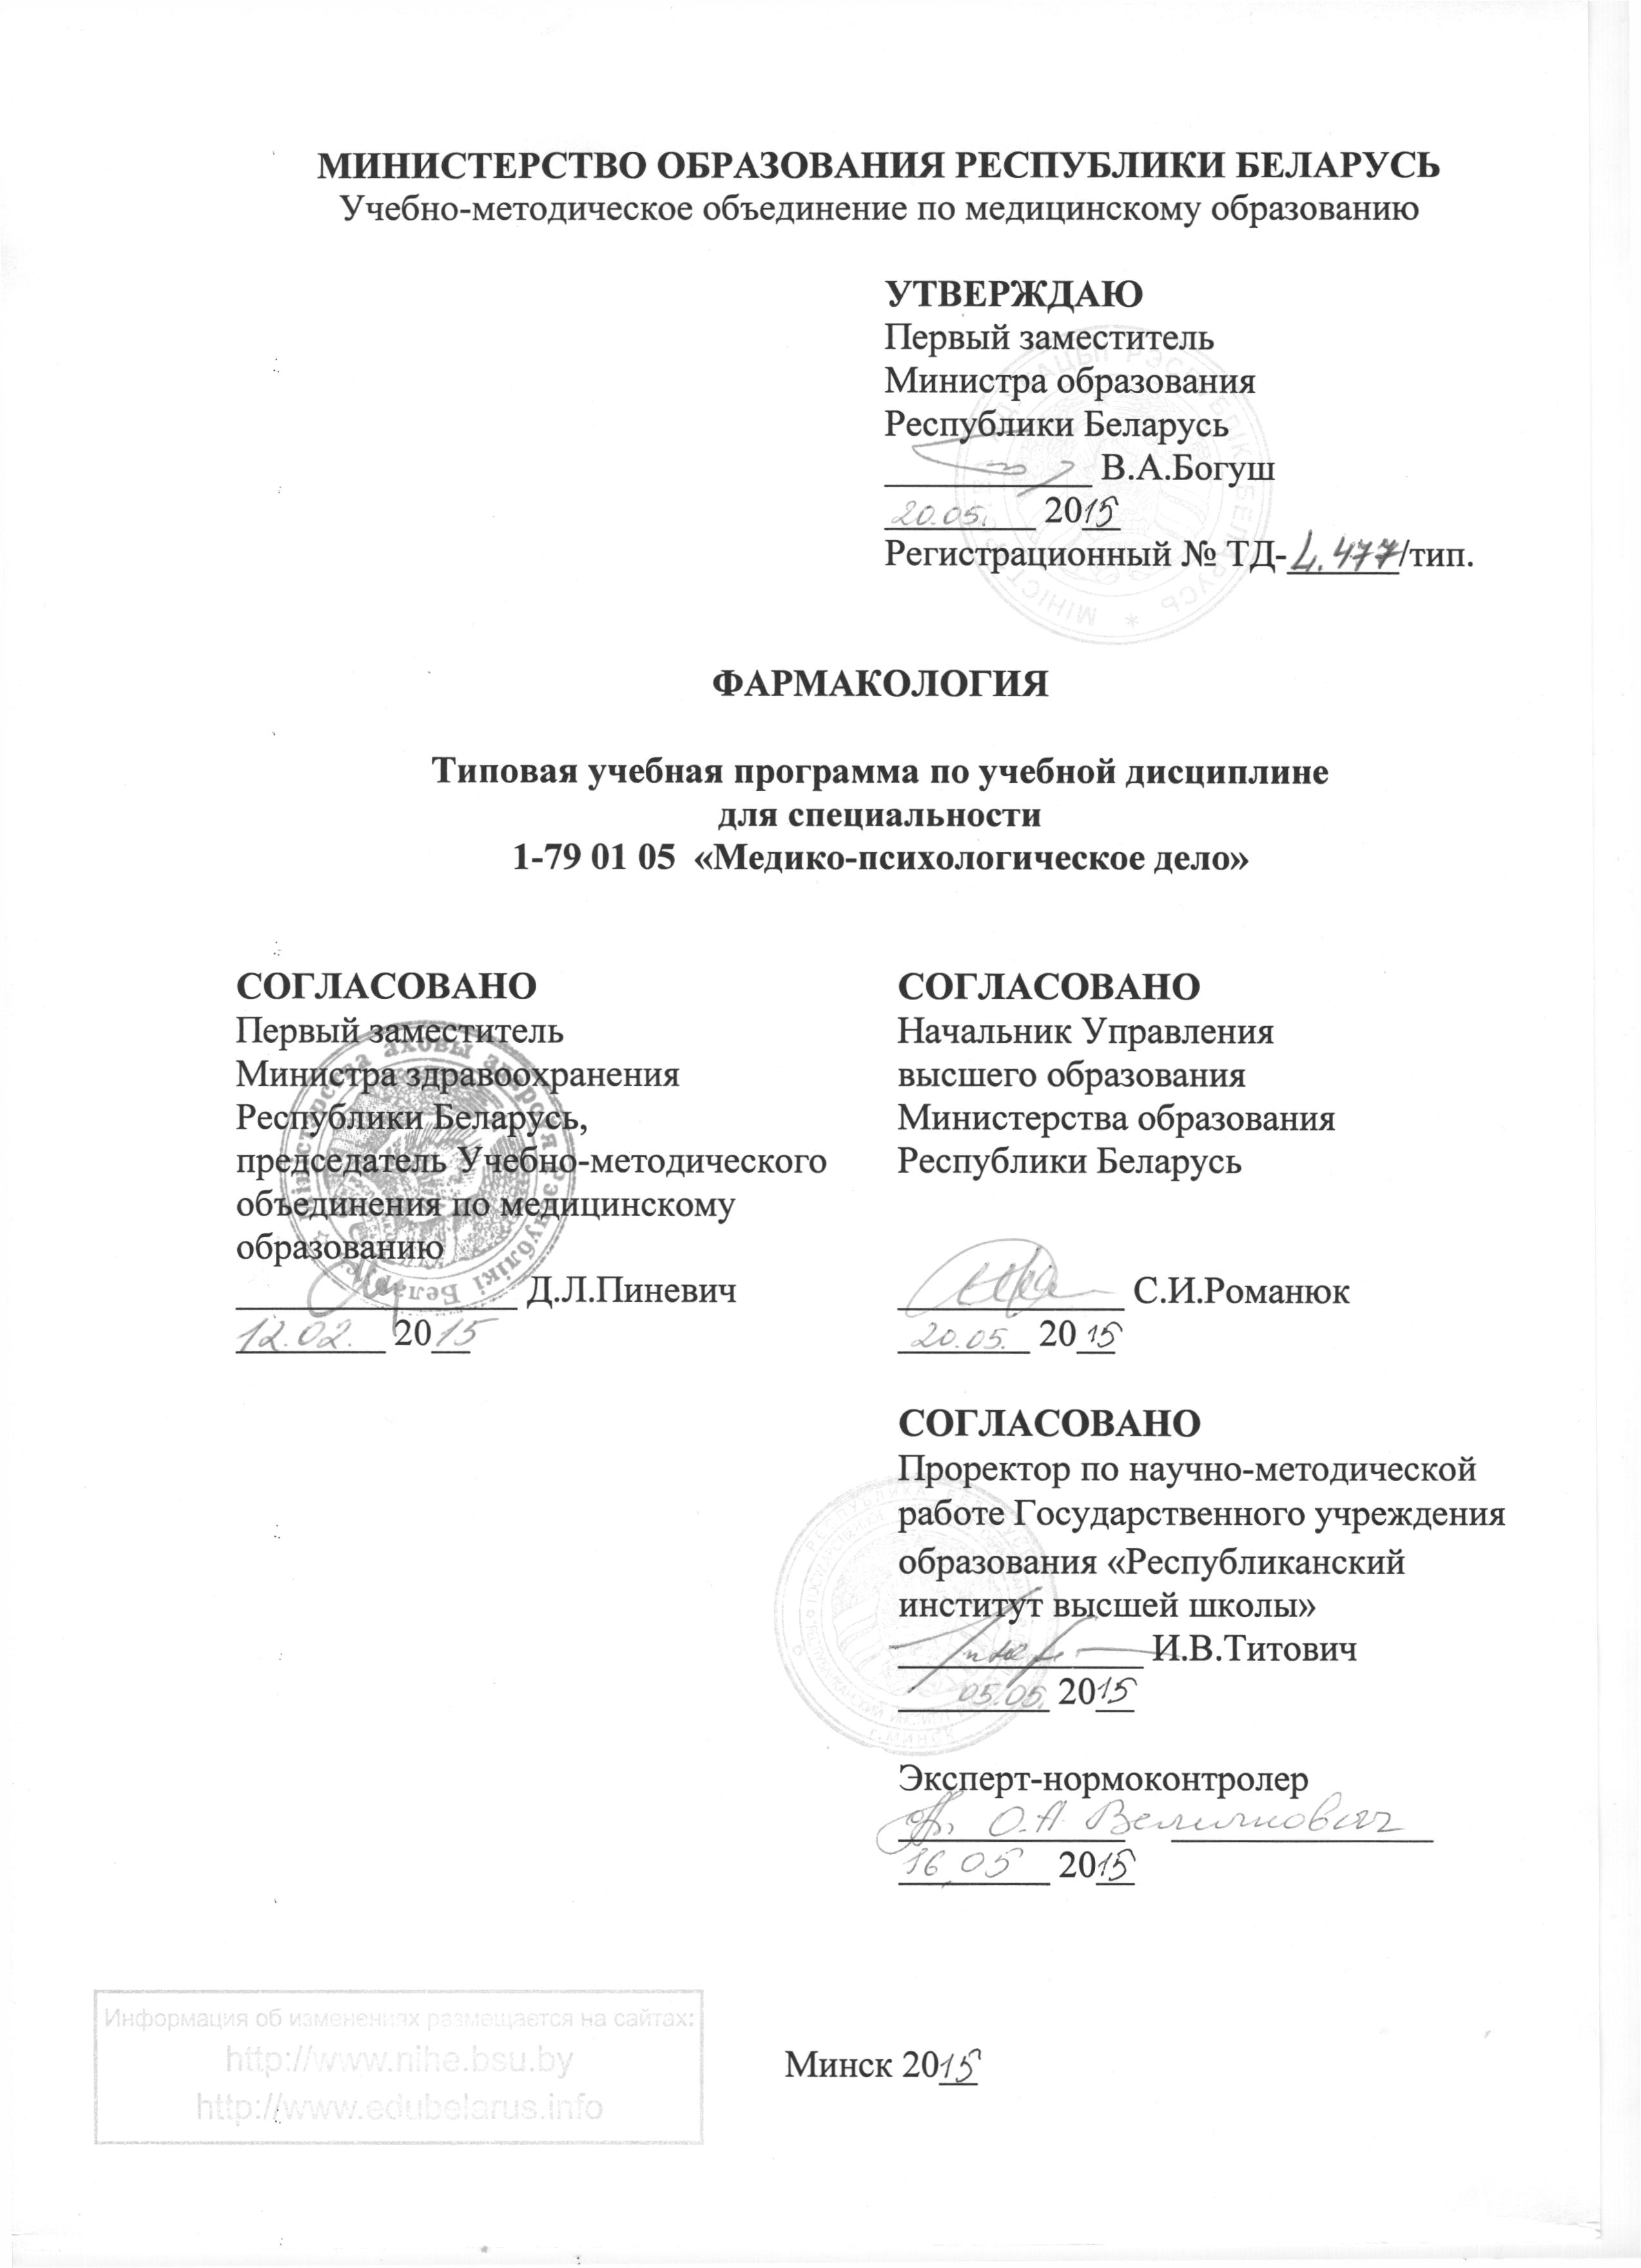 МИНИСТЕРСТВО ОБРАЗОВАНИЯ РЕСПУБЛИКИ БЕЛАРУСЬ
Учебно-методическое объединение по медицинскому образованию
УТВЕРЖДАЮ
Первый заместитель
Министра образования
Республики Беларусь
В.А.Богуш
20.05. 2015
Регистрационный № ТД-L.477/тип.
ФАРМАКОЛОГИЯ
Типовая учебная программа по учебной дисциплине
для специальности
1-79 01 05 «Медико-психологическое дело»
СОГЛАСОВАНО
Первый заместитель
Министра здравоохранения
Республики Беларусь,
председатель Учебно-методического
объединения по медицинскому
образованию
Д.Л.Пиневич
12.02. 2015
СОГЛАСОВАНО
Начальник Управления
высшего образования
Министерства образования
Республики Беларусь
С.И.Романюк
20.05. 2015
СОГЛАСОВАНО
Проректор по научно-методической
работе Государственного учреждения
образования «Республиканский
институт высшей школы»
И.В.Титович
05.05. 2015
Эксперт-нормоконтролер
О.А Величкович
16 05 2015
Информация об изменениях размещается на сайтах:
http://www.nihe.bsu.by
http://www.edubelarus.info
Минск 2015